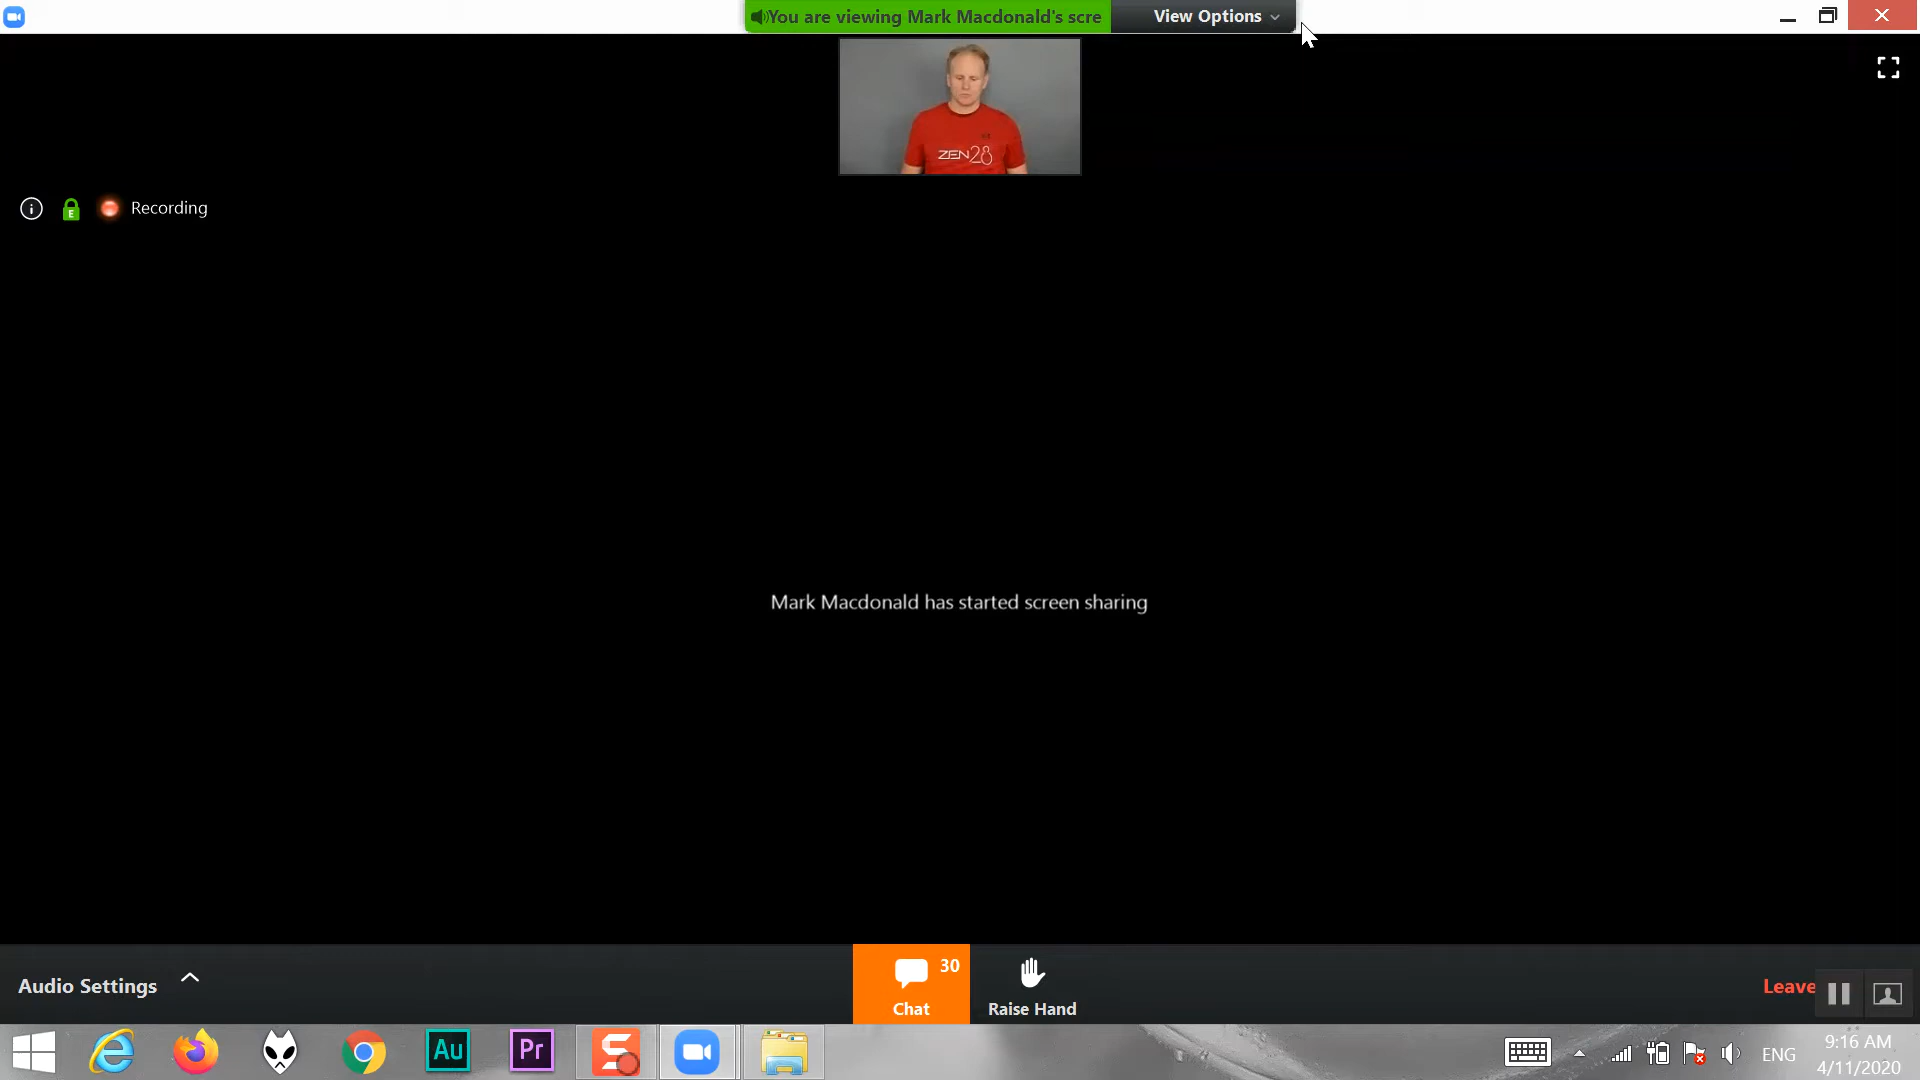 You are viewing Mark Macdonald's scre
View Options
ZEN28
Recording
Mark Macdonald has started screen sharing
Audio Settings
30
Chat
Raise Hand
Leave
Au
Pr
S
ENG
9:16 AM
4/11/2020